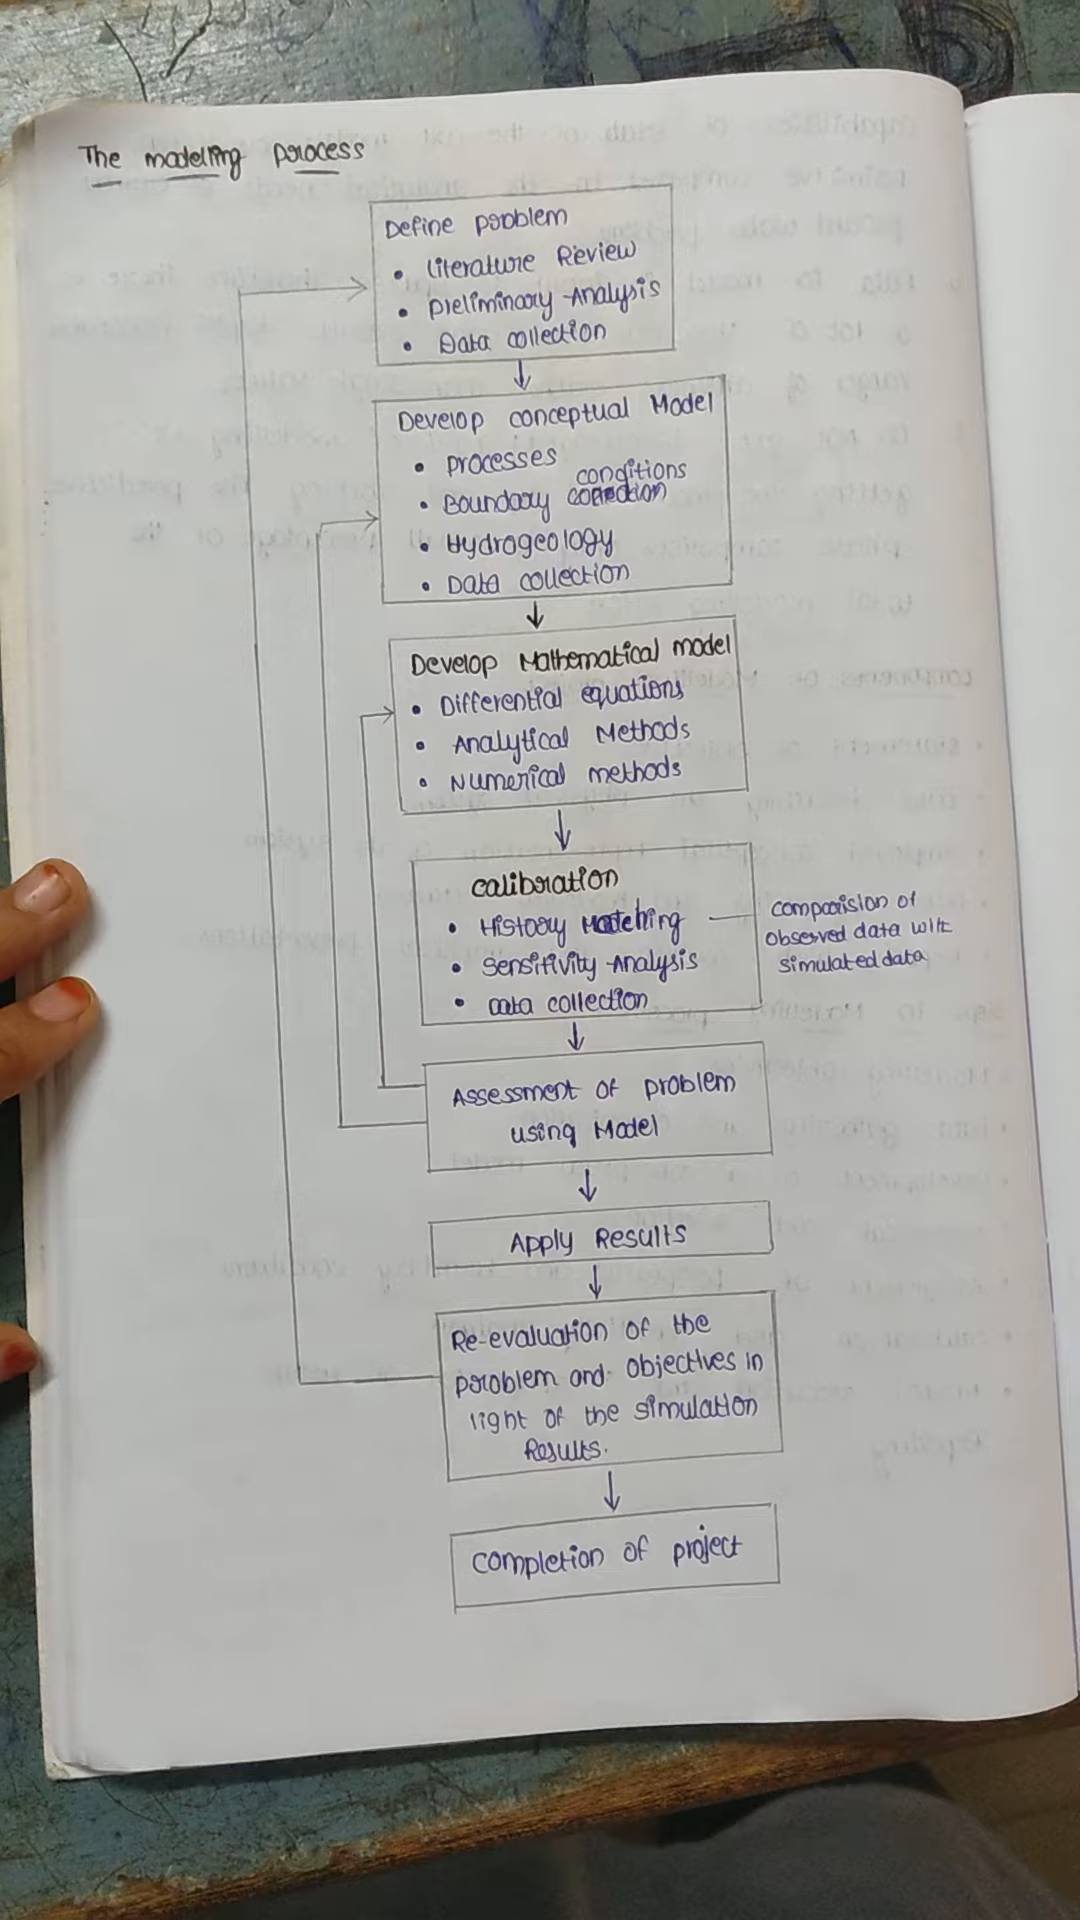 The modelling process
Define problem
• Literature Review
• Preliminary Analysis
• Data collection
Develop conceptual Model
• Processes
conditions
• Boundary
• Hydrogeology
• Data collection
Develop Mathematical model
• Differential equations
• Analytical Methods
• Numerical methods
calibration
• History Matching
• Sensitivity Analysis
• Data collection
comparision of
observed data with
simulated data
Assessment of problem
using Model
Apply Results
Re-evaluation of the
problem and objectives in
light of the simulation
Results.
completion of project